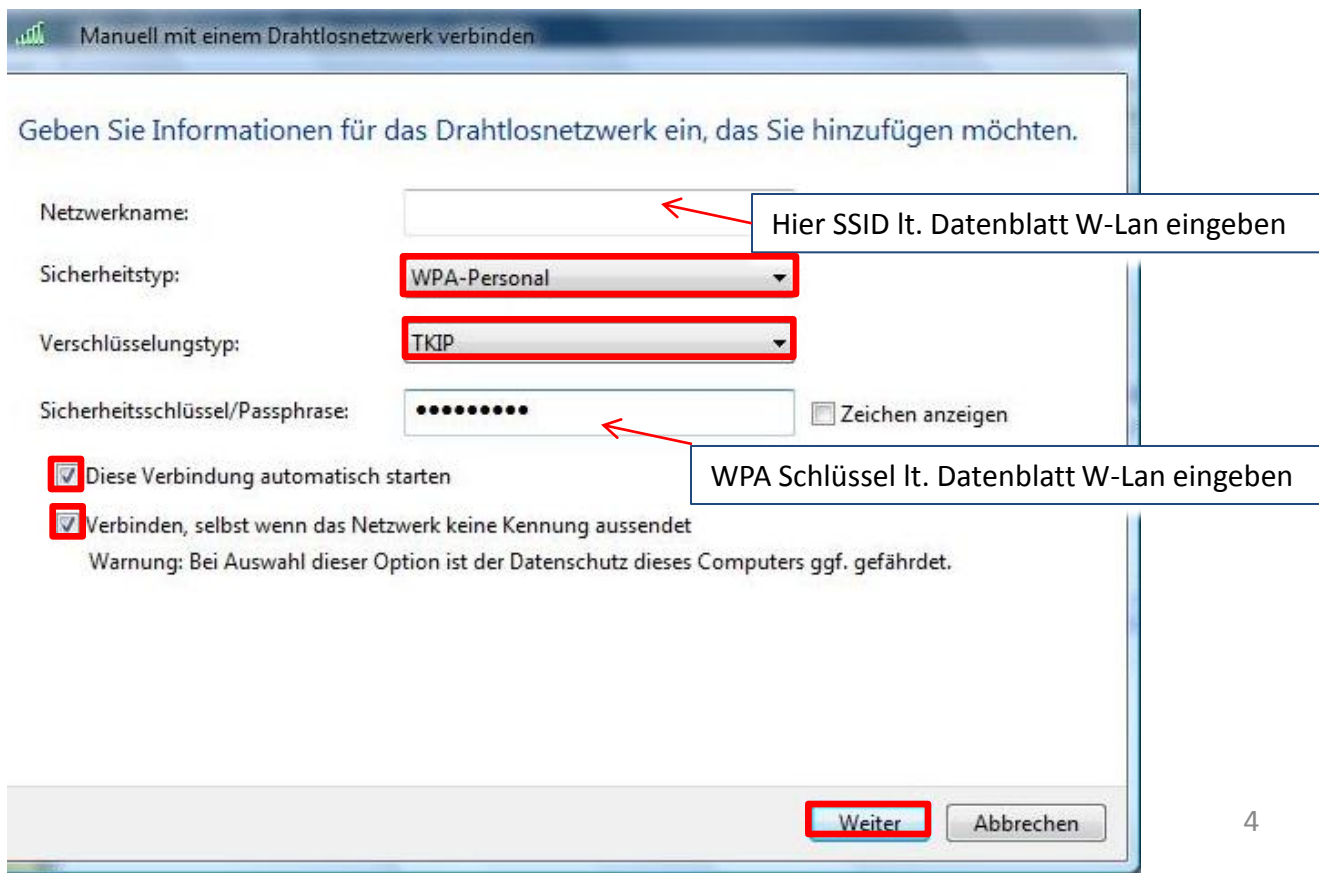 Manuell mit einem Drahtlosnetzwerk verbinden
Geben Sie Informationen für das Drahtlosnetzwerk ein, das Sie hinzufügen möchten.
Netzwerkname:
Hier SSID lt. Datenblatt W-Lan eingeben
Sicherheitstyp: WPA-Personal
Verschlüsselungstyp: TKIP
Sicherheitsschlüssel/Passphrase: ●●●●●●●●● Zeichen anzeigen
WPA Schlüssel lt. Datenblatt W-Lan eingeben
Diese Verbindung automatisch starten
Verbinden, selbst wenn das Netzwerk keine Kennung aussendet
Warnung: Bei Auswahl dieser Option ist der Datenschutz dieses Computers ggf. gefährdet.
Weiter Abbrechen
4